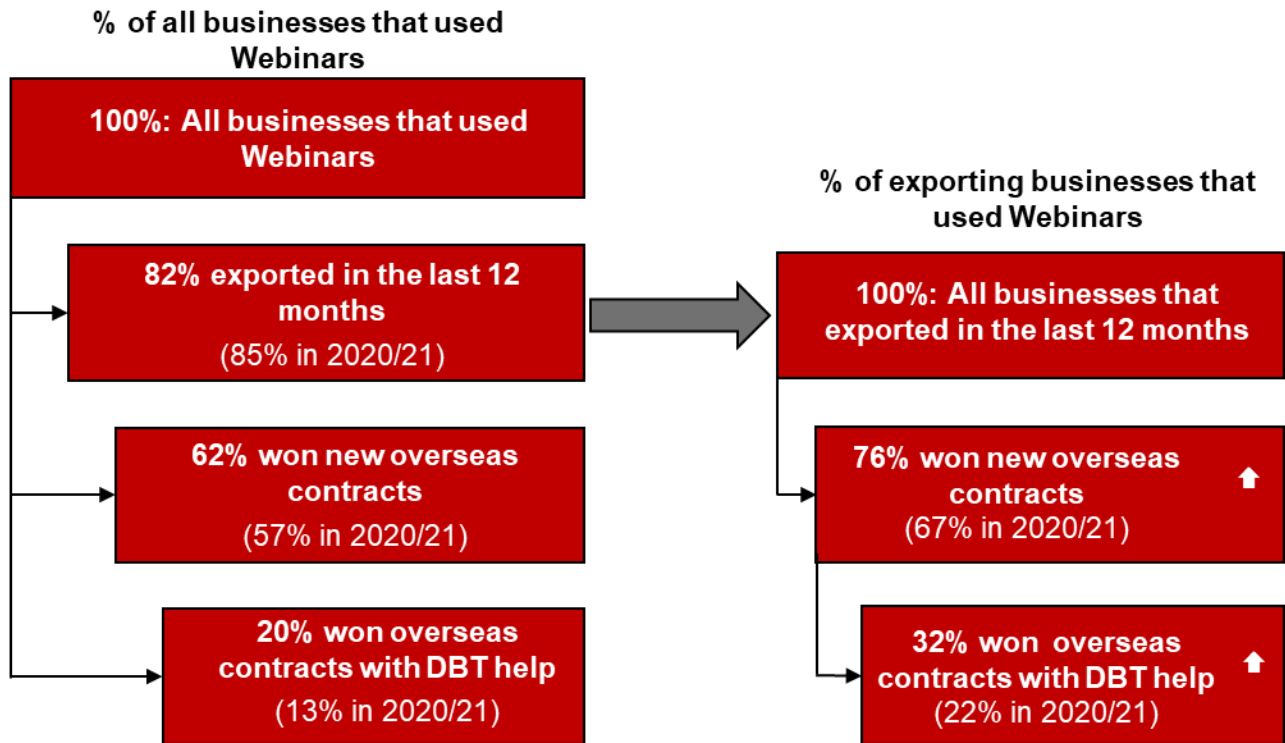 % of all businesses that used
Webinars
100%: All businesses that used
Webinars
82% exported in the last 12
months
(85% in 2020/21)
62% won new overseas
contracts
(57% in 2020/21)
20% won overseas
contracts with DBT help
(13% in 2020/21)
% of exporting businesses that
used Webinars
100%: All businesses that
exported in the last 12 months
76% won new overseas
contracts
(67% in 2020/21)
32% won overseas
contracts with DBT help
(22% in 2020/21)